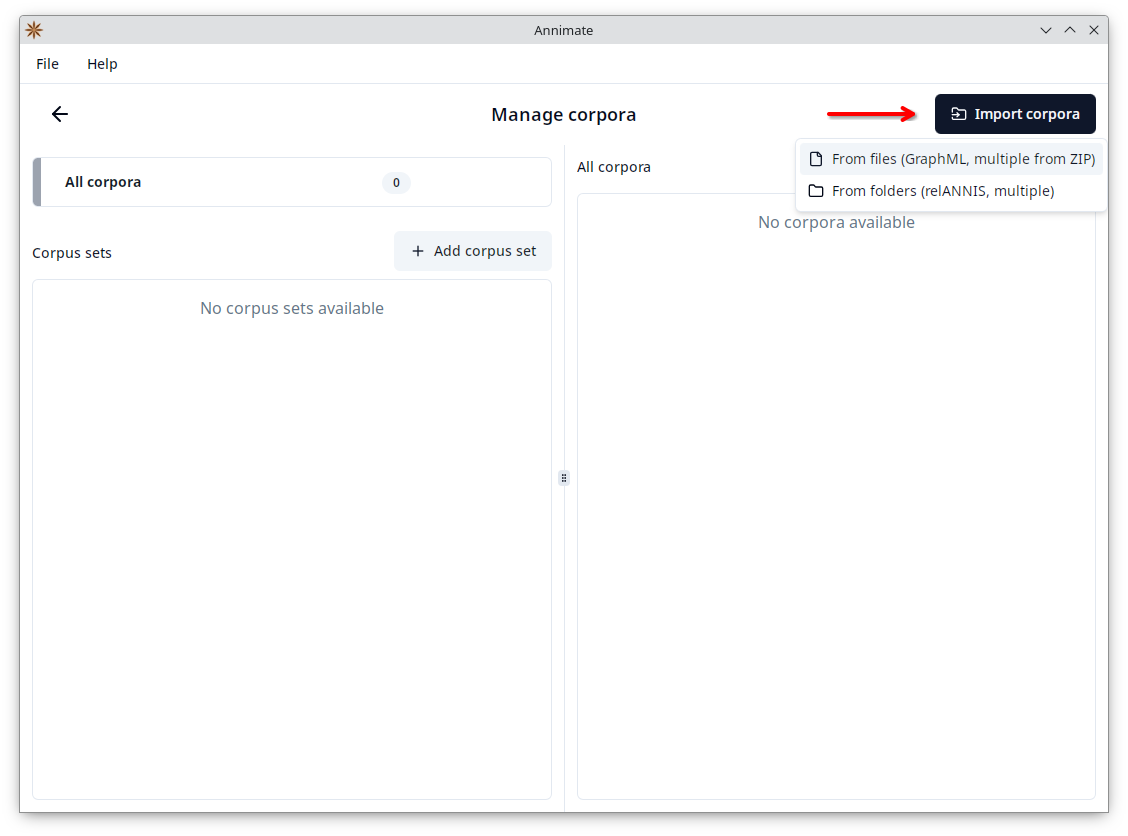 Annimate
File Help
Manage corpora
Import corpora
From files (GraphML, multiple from ZIP)
From folders (relANNIS, multiple)
All corpora 0
Corpus sets
Add corpus set
No corpus sets available
All corpora
No corpora available